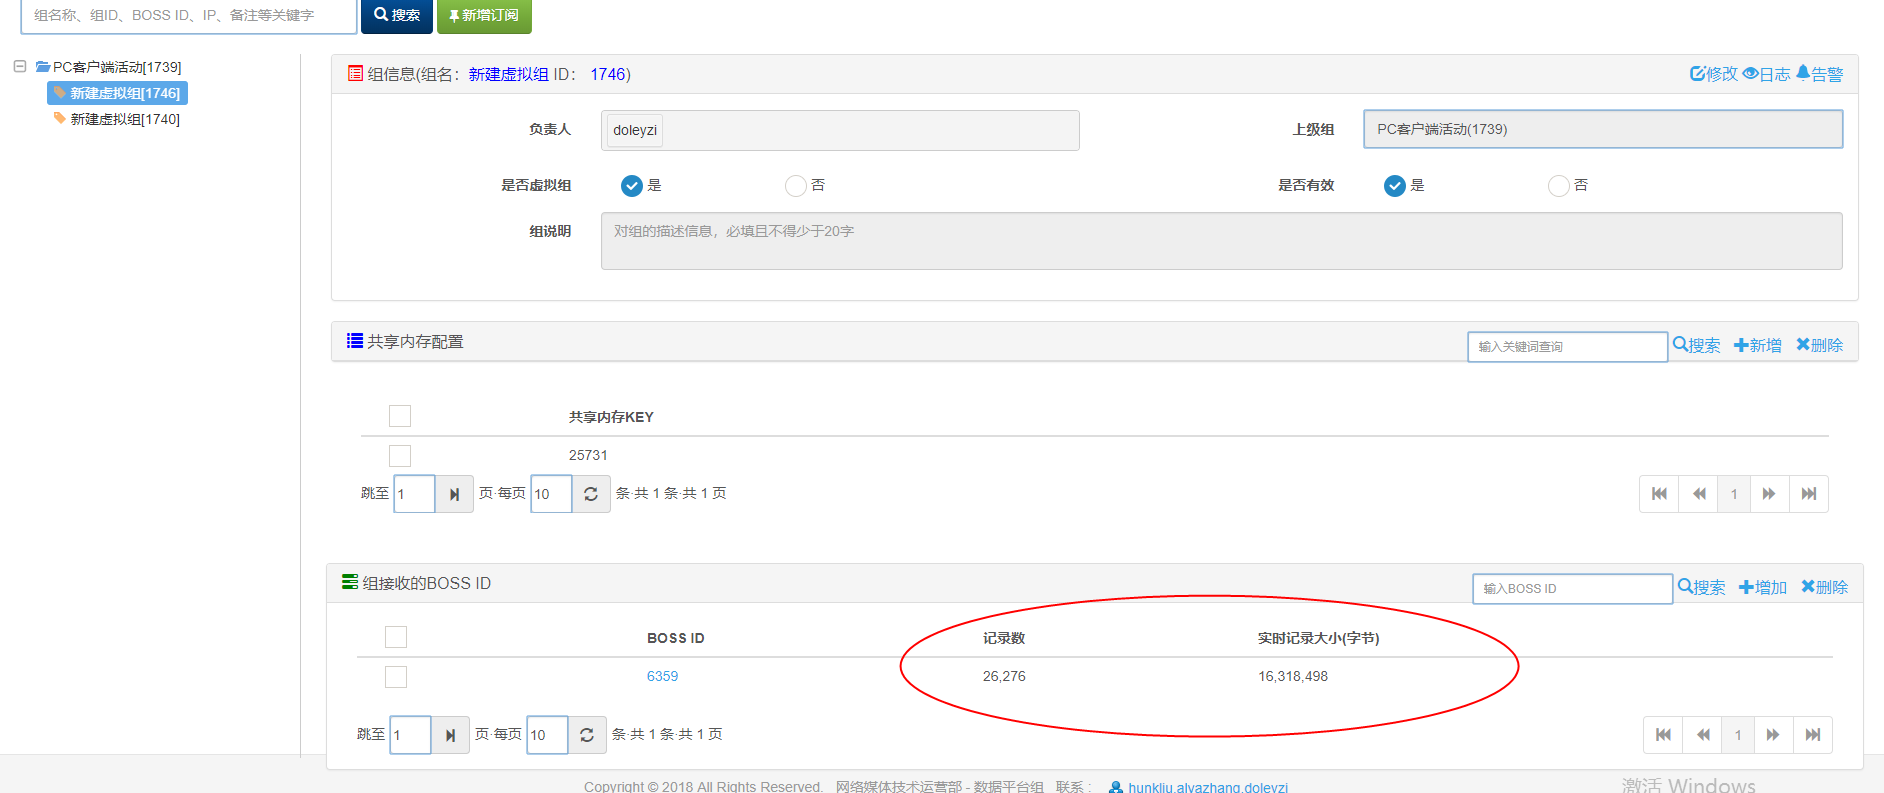 组名称、组ID、BOSS ID、IP、备注等关键字 搜索 新增订阅
PC客户端活动[1739]
新建虚拟组[1746]
新建虚拟组[1740]
组信息(组名：新建虚拟组 ID： 1746) 修改 日志 告警
负责人 doleyzi 上级组 PC客户端活动(1739)
是否虚拟组 是 否 是否有效 是 否
组说明 对组的描述信息，必填且不得少于20字
共享内存配置 输入关键词查询 搜索 新增 删除
共享内存KEY
25731
跳至 1 页·每页 10 条·共 1 条·共 1 页 1
组接收的BOSS ID 输入BOSS ID 搜索 增加 删除
BOSS ID 记录数 实时记录大小(字节)
6359 26,276 16,318,498
跳至 1 页·每页 10 条·共 1 条·共 1 页 1
Copyright © 2018 All Rights Reserved. 网络媒体技术运营部 - 数据平台组 联系 : hunkliu,alvazhang,doleyzi
激活 Windows